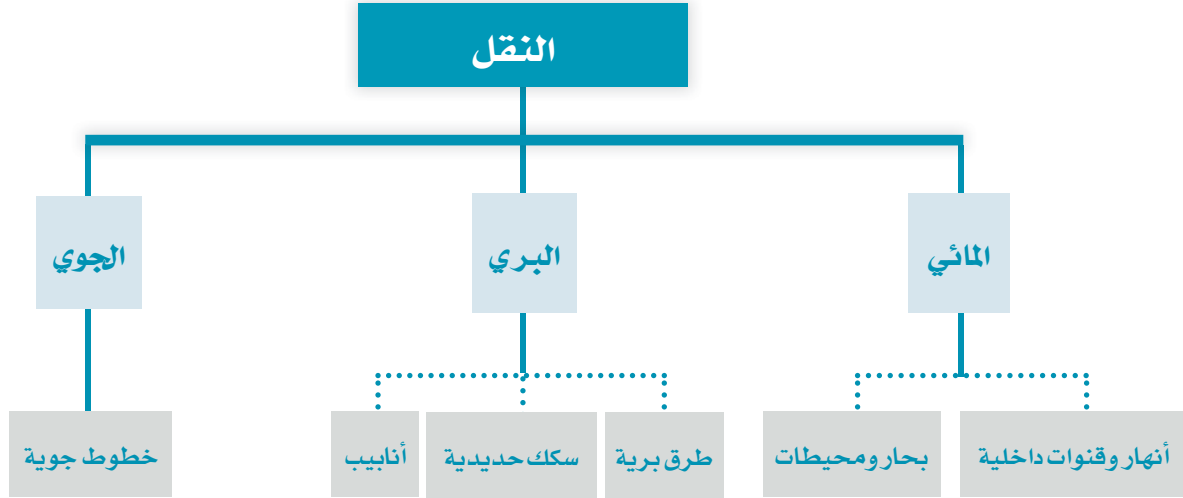 النقل
المائي
البري
الجوي
أنهار وقنوات داخلية
بحار ومحيطات
طرق برية
سكك حديدية
أنابيب
خطوط جوية